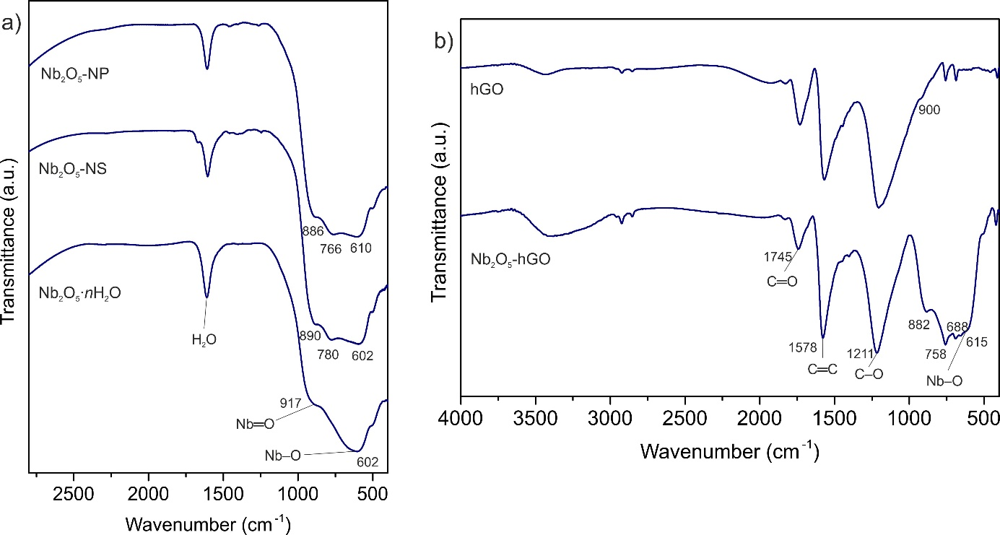 a)
Transmittance (a.u.)
Nb₂O₅-NP
886
766
610
Nb₂O₅-NS
890
780
602
Nb₂O₅·nH₂O
H₂O
917
Nb=O
Nb–O
602
2500 2000 1500 1000 500
Wavenumber (cm⁻¹)
b)
Transmittance (a.u.)
hGO
900
Nb₂O₅-hGO
1745
C=O
1578
C=C
1211
C–O
882
758
688
615
Nb–O
4000 3500 3000 2500 2000 1500 1000 500
Wavenumber (cm⁻¹)